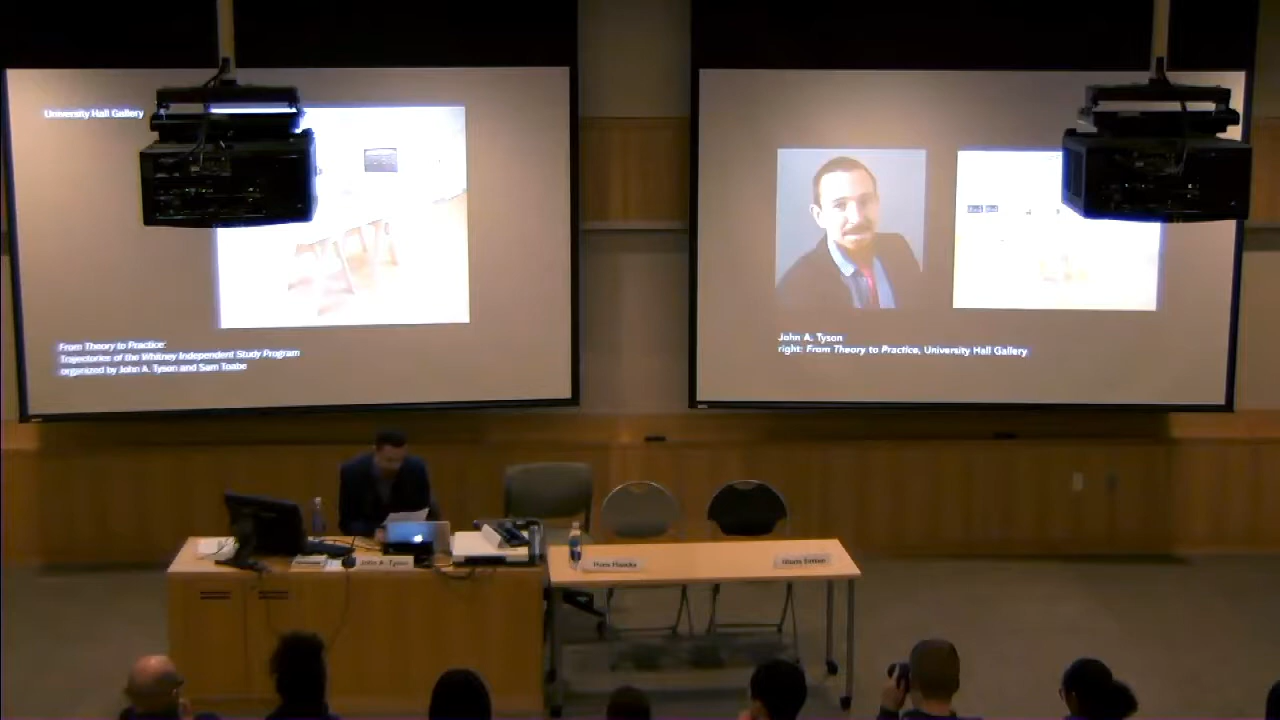 University Hall Gallery
From Theory to Practice:
Trajectories of the Whitney Independent Study Program
organized by John A. Tyson and Sam Toabe
John A. Tyson
right: From Theory to Practice, University Hall Gallery
John A. Tyson